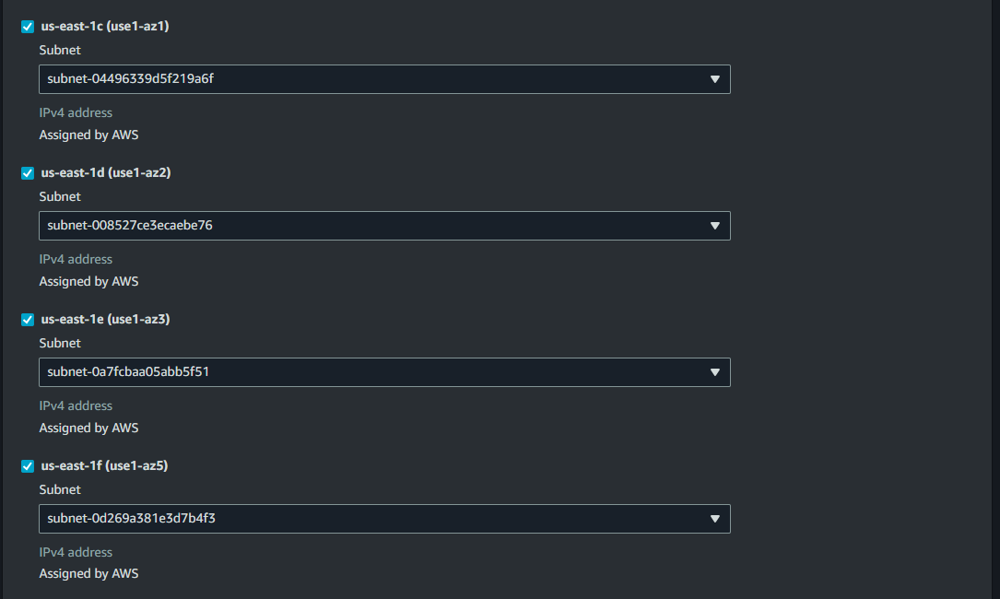 us-east-1c (use1-az1)
Subnet
subnet-04496339d5f219a6f
IPv4 address
Assigned by AWS
us-east-1d (use1-az2)
Subnet
subnet-008527ce3ecaebe76
IPv4 address
Assigned by AWS
us-east-1e (use1-az3)
Subnet
subnet-0a7fcbaa05abb5f51
IPv4 address
Assigned by AWS
us-east-1f (use1-az5)
Subnet
subnet-0d269a381e3d7b4f3
IPv4 address
Assigned by AWS